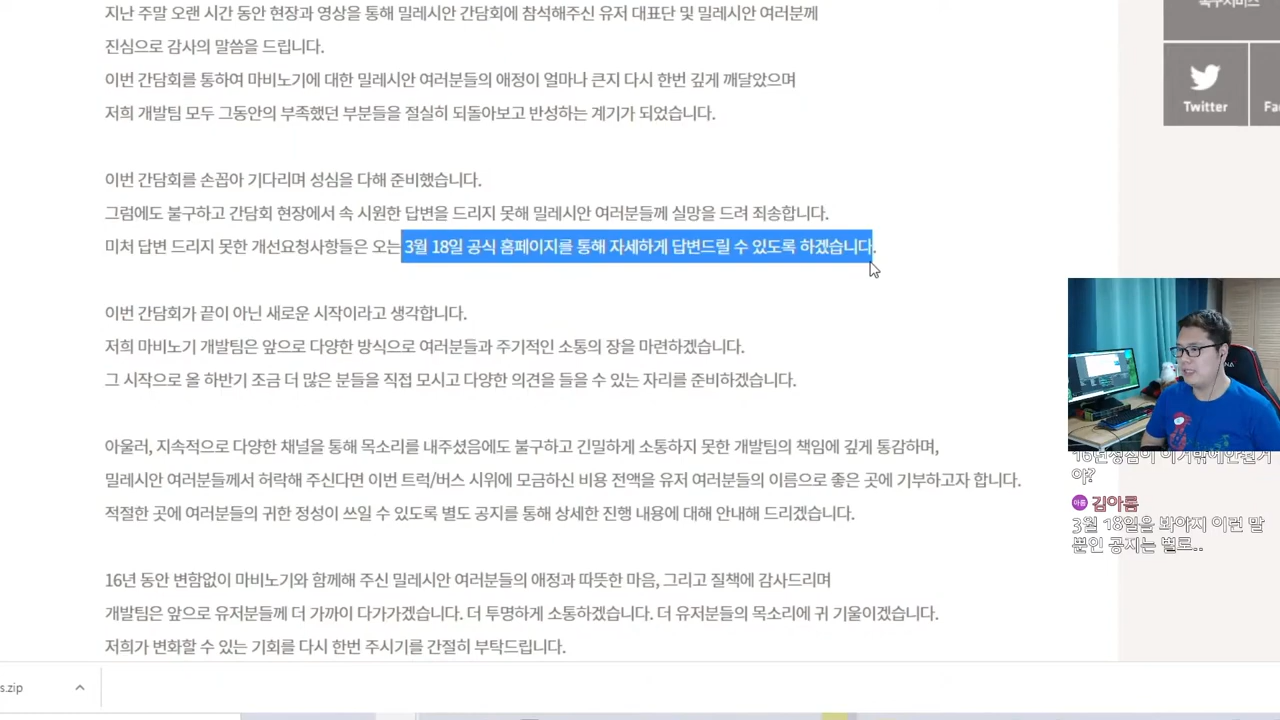 지난 주말 오랜 시간 동안 현장과 영상을 통해 밀레시안 간담회에 참석해주신 유저 대표단 및 밀레시안 여러분께
진심으로 감사의 말씀을 드립니다.
이번 간담회를 통하여 마비노기에 대한 밀레시안 여러분들의 애정이 얼마나 큰지 다시 한번 깊게 깨달았으며
저희 개발팀 모두 그동안의 부족했던 부분들을 절실히 되돌아보고 반성하는 계기가 되었습니다.
이번 간담회를 손꼽아 기다리며 성심을 다해 준비했습니다.
그럼에도 불구하고 간담회 현장에서 속 시원한 답변을 드리지 못해 밀레시안 여러분들께 실망을 드려 죄송합니다.
미처 답변 드리지 못한 개선요청사항들은 오는 3월 18일 공식 홈페이지를 통해 자세하게 답변드릴 수 있도록 하겠습니다.
이번 간담회가 끝이 아닌 새로운 시작이라고 생각합니다.
저희 마비노기 개발팀은 앞으로 다양한 방식으로 여러분들과 주기적인 소통의 장을 마련하겠습니다.
그 시작으로 올 하반기 조금 더 많은 분들을 직접 모시고 다양한 의견을 들을 수 있는 자리를 준비하겠습니다.
아울러, 지속적으로 다양한 채널을 통해 목소리를 내주셨음에도 불구하고 긴밀하게 소통하지 못한 개발팀의 책임에 깊게 통감하며,
밀레시안 여러분들께서 허락해 주신다면 이번 트럭/버스 시위에 모금하신 비용 전액을 유저 여러분들의 이름으로 좋은 곳에 기부하고자 합니다.
적절한 곳에 여러분들의 귀한 정성이 쓰일 수 있도록 별도 공지를 통해 상세한 진행 내용에 대해 안내해 드리겠습니다.
16년 동안 변함없이 마비노기와 함께해 주신 밀레시안 여러분들의 애정과 따뜻한 마음, 그리고 질책에 감사드리며
개발팀은 앞으로 유저분들께 더 가까이 다가가겠습니다. 더 투명하게 소통하겠습니다. 더 유저분들의 목소리에 귀 기울이겠습니다.
저희가 변화할 수 있는 기회를 다시 한번 주시기를 간절히 부탁드립니다.
s.zip
Twitter
Fa
야?
아름 김아름
3월 18일을 봐야지 이런 말
뿐인 공지는 별로..